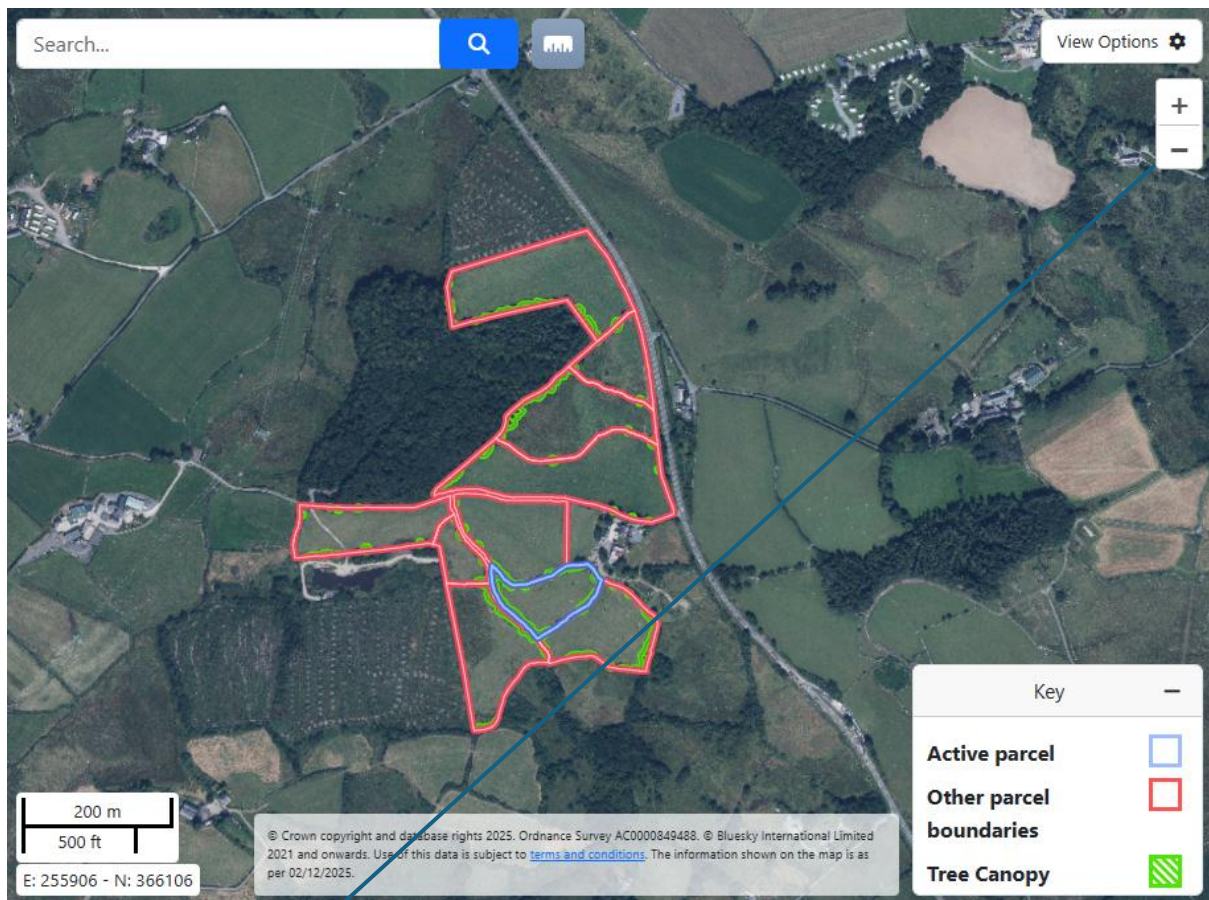 Search...
View Options
+
−
200 m
500 ft
E: 255906 - N: 366106
© Crown copyright and database rights 2025. Ordnance Survey AC0000849488. © Bluesky International Limited
2021 and onwards. Use of this data is subject to terms and conditions. The information shown on the map is as
per 02/12/2025.
Key −
Active parcel
Other parcel
boundaries
Tree Canopy